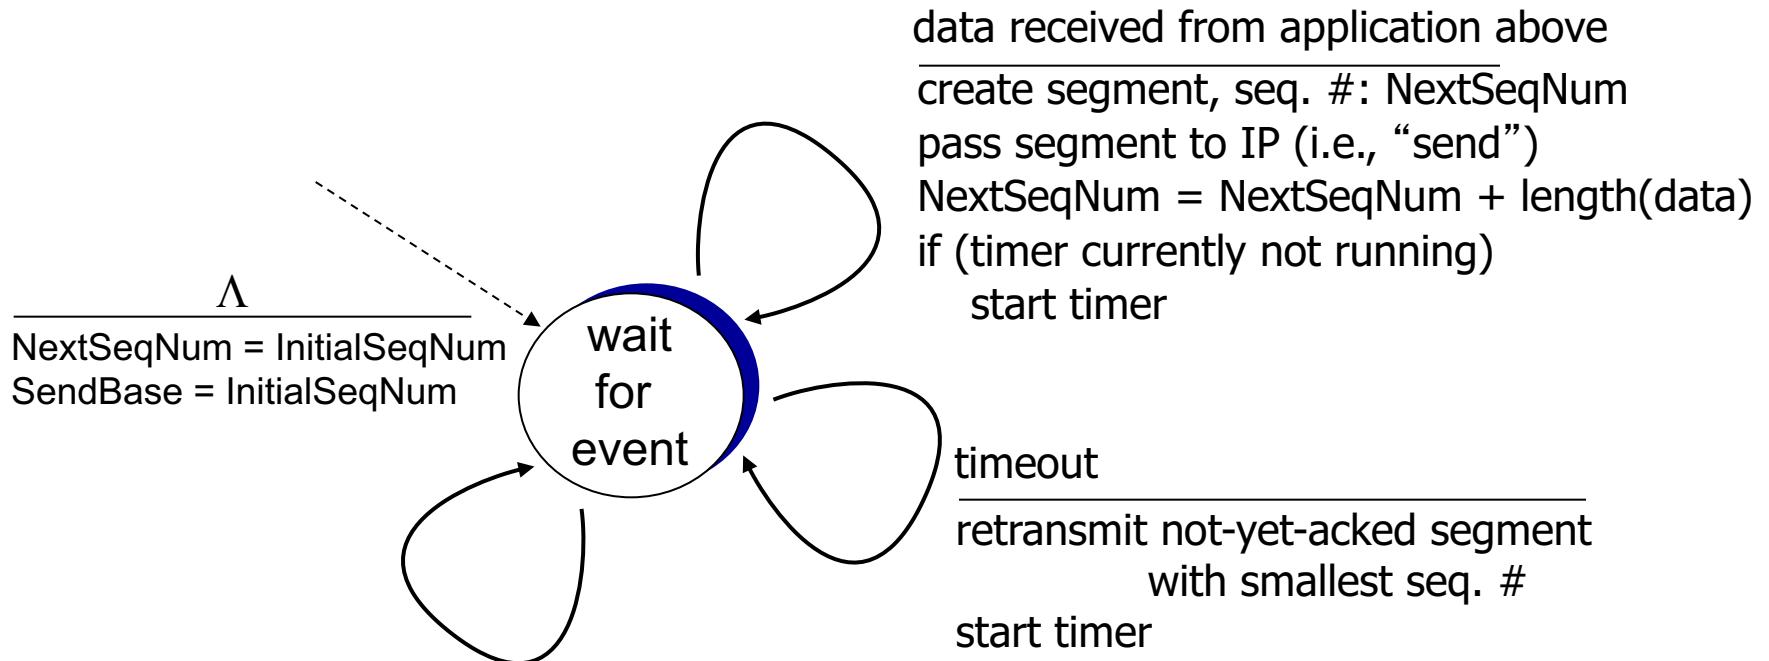 data received from application above
create segment, seq. #: NextSeqNum
pass segment to IP (i.e., “send”)
NextSeqNum = NextSeqNum + length(data)
if (timer currently not running)
start timer
Λ
NextSeqNum = InitialSeqNum
SendBase = InitialSeqNum
wait
for
event
timeout
retransmit not-yet-acked segment
with smallest seq. #
start timer